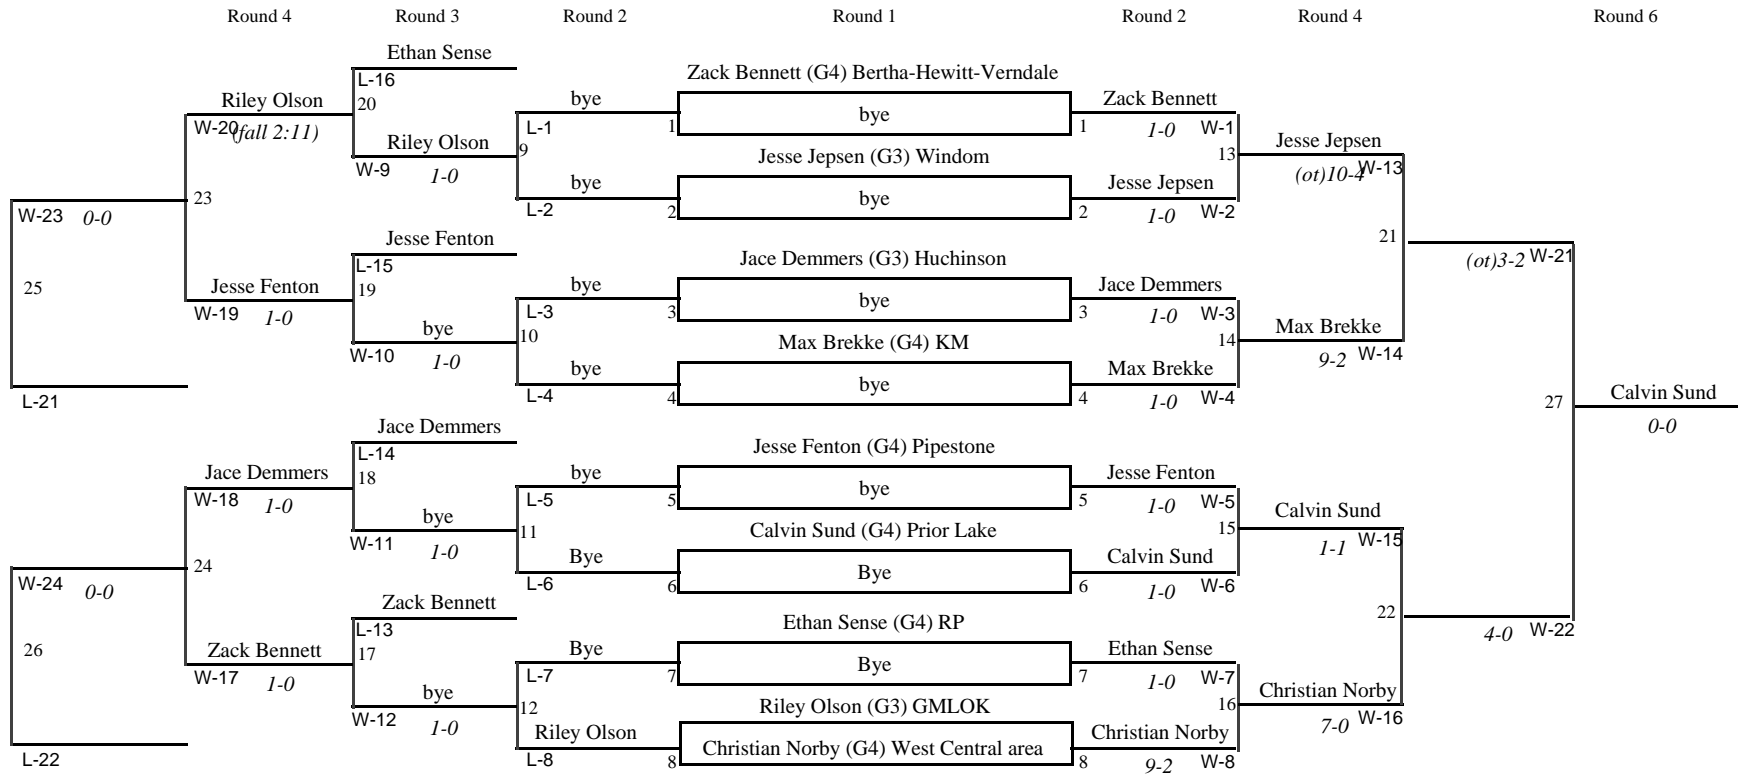 Round 4 Round 3 Round 2 Round 1 Round 2 Round 4 Round 6
Ethan Sense
L-16
20
Riley Olson
W-20 (fall 2:11)
Riley Olson
W-9 1-0
bye
L-1
1
9
bye
L-2
2
23
W-23 0-0
Jesse Fenton
L-15
19
Jesse Fenton
W-19 1-0
bye
W-10 1-0
bye
L-3
3
10
bye
L-4
4
25
L-21
Jace Demmers
L-14
18
Jace Demmers
W-18 1-0
bye
W-11 1-0
bye
L-5
5
11
Bye
L-6
6
24
W-24 0-0
Zack Bennett
L-13
17
Zack Bennett
W-17 1-0
bye
W-12 1-0
Bye
L-7
7
12
Riley Olson
L-8
8
26
L-22
Zack Bennett (G4) Bertha-Hewitt-Verndale
bye
Jesse Jepsen (G3) Windom
bye
Jace Demmers (G3) Huchinson
bye
Max Brekke (G4) KM
bye
Jesse Fenton (G4) Pipestone
bye
Calvin Sund (G4) Prior Lake
Bye
Ethan Sense (G4) RP
Bye
Riley Olson (G3) GMLOK
Christian Norby (G4) West Central area
Zack Bennett
1 1-0 W-1
13
Jesse Jepsen
2 1-0 W-2
Jesse Jepsen
(ot)10-4 W-13
Jace Demmers
3 1-0 W-3
14
Max Brekke
4 1-0 W-4
Max Brekke
9-2 W-14
21
(ot)3-2 W-21
Jesse Fenton
5 1-0 W-5
15
Calvin Sund
6 1-0 W-6
Calvin Sund
1-1 W-15
Ethan Sense
7 1-0 W-7
16
Christian Norby
8 9-2 W-8
Christian Norby
7-0 W-16
22
4-0 W-22
27
Calvin Sund
0-0